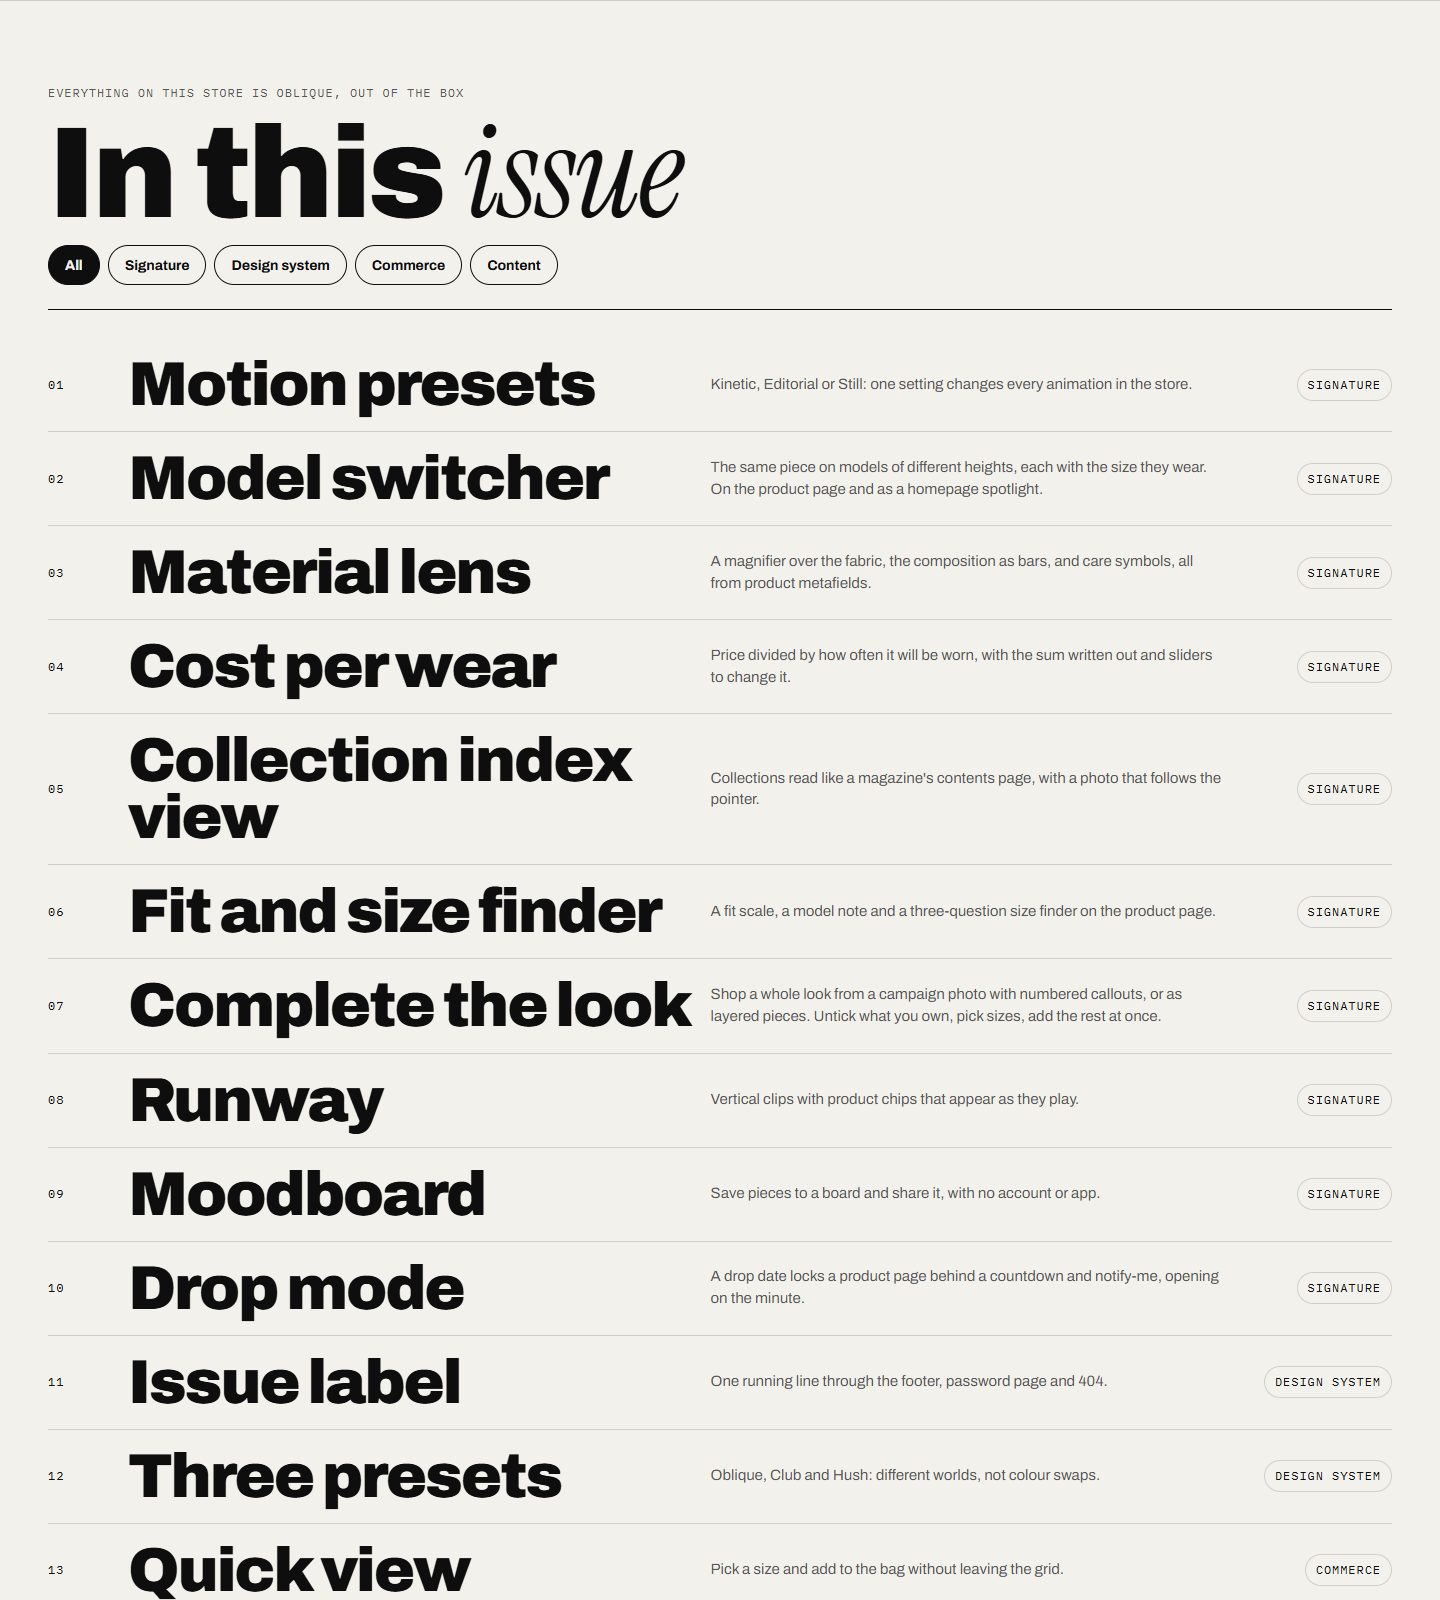 EVERYTHING ON THIS STORE IS OBLIQUE, OUT OF THE BOX
In this issue
All Signature Design system Commerce Content
01 Motion presets Kinetic, Editorial or Still: one setting changes every animation in the store. SIGNATURE
02 Model switcher The same piece on models of different heights, each with the size they wear.
On the product page and as a homepage spotlight. SIGNATURE
03 Material lens A magnifier over the fabric, the composition as bars, and care symbols, all
from product metafields. SIGNATURE
04 Cost per wear Price divided by how often it will be worn, with the sum written out and sliders
to change it. SIGNATURE
05 Collection index
view Collections read like a magazine's contents page, with a photo that follows the
pointer. SIGNATURE
06 Fit and size finder A fit scale, a model note and a three-question size finder on the product page. SIGNATURE
07 Complete the look Shop a whole look from a campaign photo with numbered callouts, or as
layered pieces. Untick what you own, pick sizes, add the rest at once. SIGNATURE
08 Runway Vertical clips with product chips that appear as they play. SIGNATURE
09 Moodboard Save pieces to a board and share it, with no account or app. SIGNATURE
10 Drop mode A drop date locks a product page behind a countdown and notify-me, opening
on the minute. SIGNATURE
11 Issue label One running line through the footer, password page and 404. DESIGN SYSTEM
12 Three presets Oblique, Club and Hush: different worlds, not colour swaps. DESIGN SYSTEM
13 Quick view Pick a size and add to the bag without leaving the grid. COMMERCE